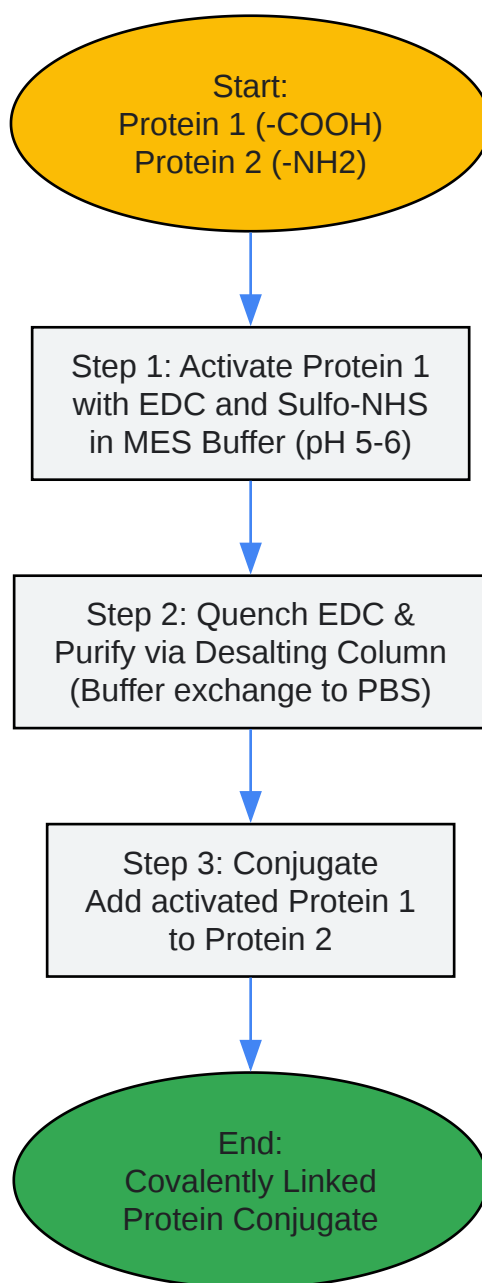 Start:
Protein 1 (-COOH)
Protein 2 (-NH2)
Step 1: Activate Protein 1
with EDC and Sulfo-NHS
in MES Buffer (pH 5-6)
Step 2: Quench EDC &
Purify via Desalting Column
(Buffer exchange to PBS)
Step 3: Conjugate
Add activated Protein 1
to Protein 2
End:
Covalently Linked
Protein Conjugate